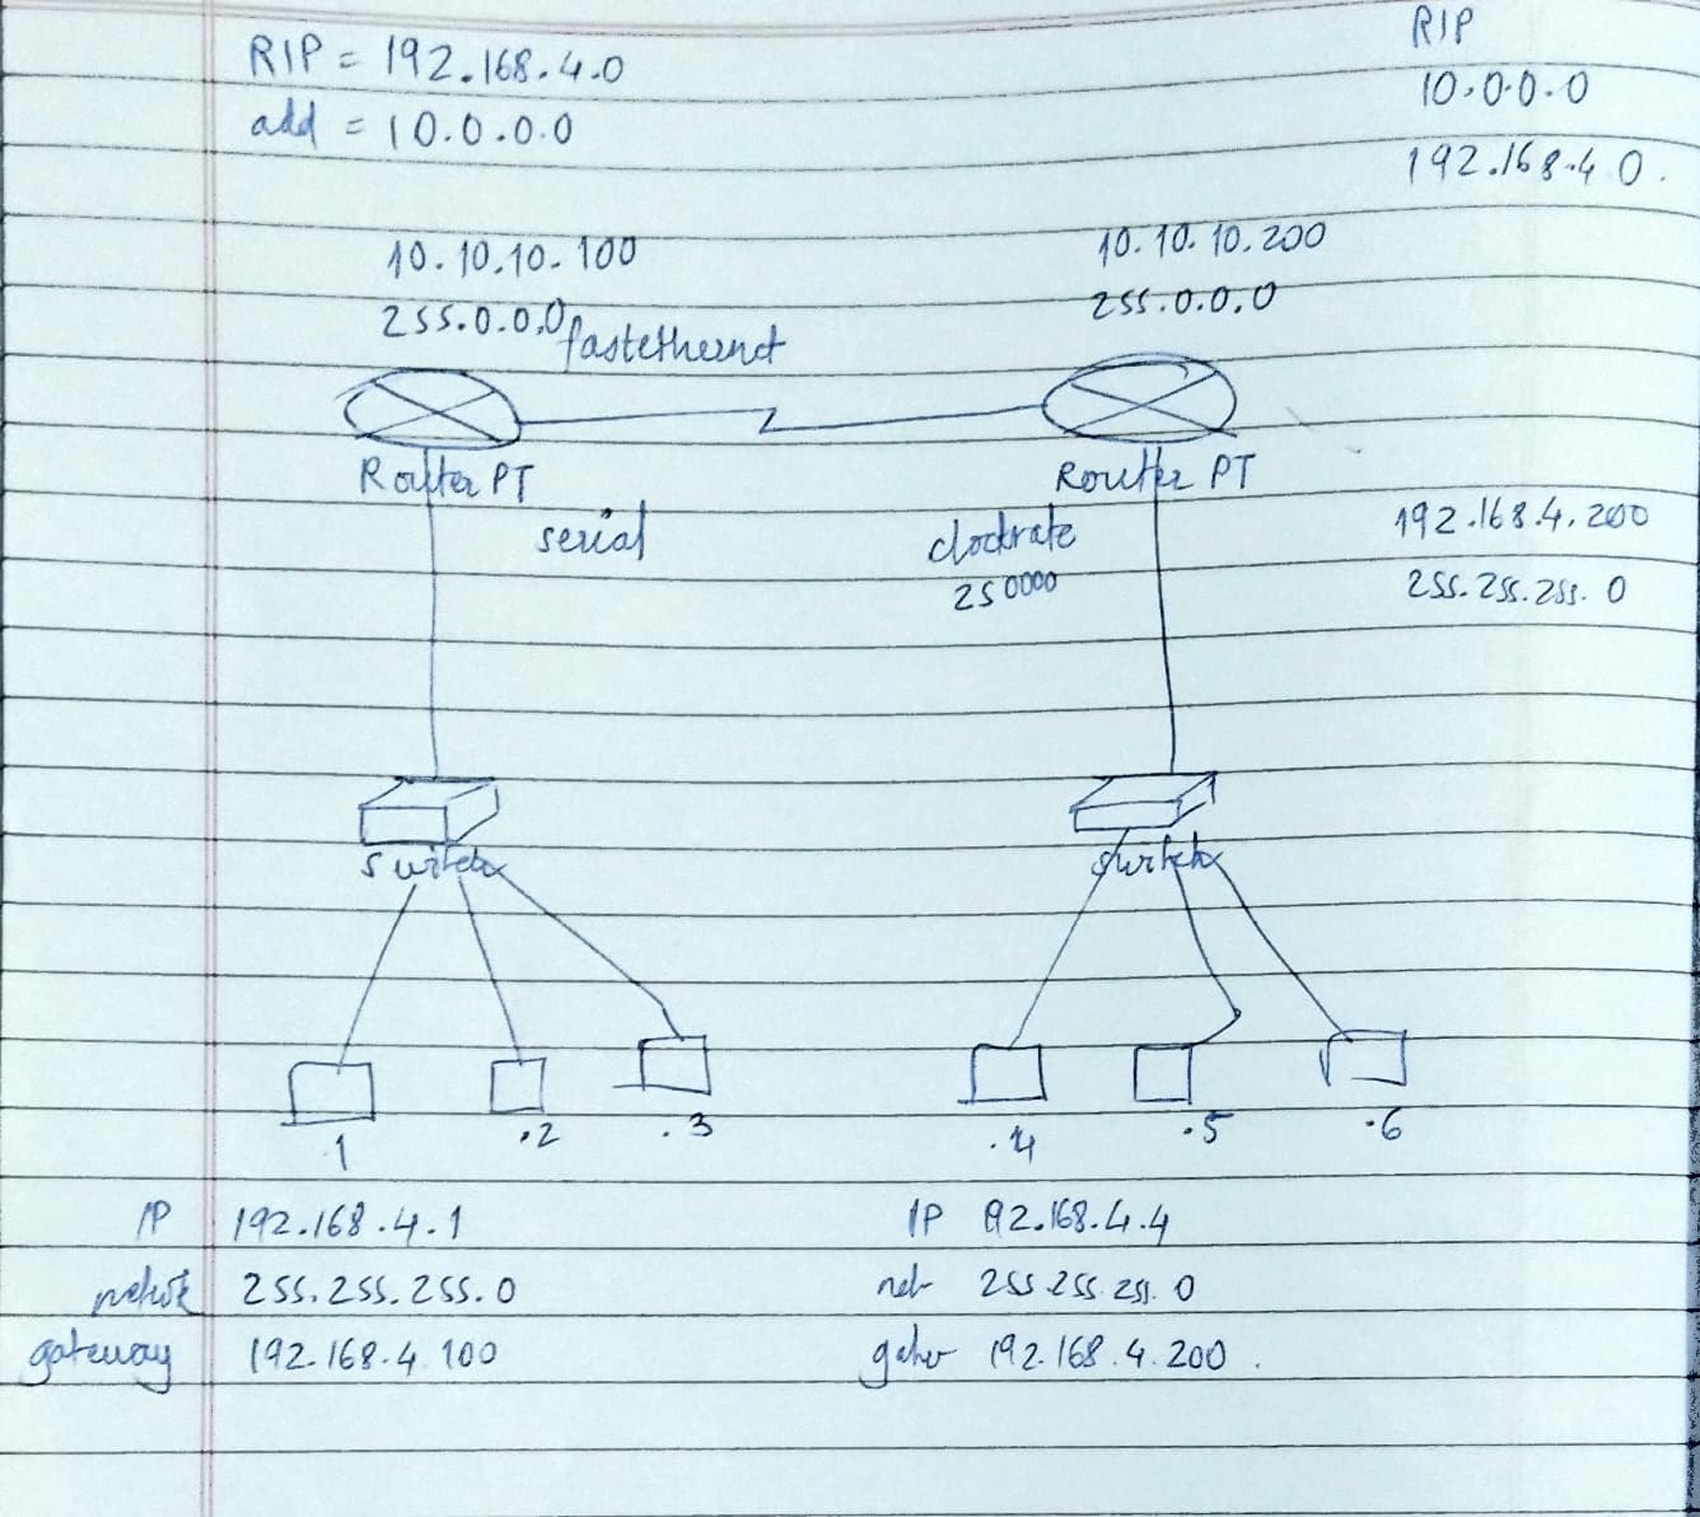 RIP = 192.168.4.0
add = 10.0.0.0
RIP
10.0.0.0
192.168.4 0.
10.10.10.100
255.0.0.0
fastethernet
10.10.10.200
255.0.0.0
Router PT
serial
Router PT
clockrate
250000
192.168.4.200
255.255.255.0
switch
switch
.1 .2 .3 .4 .5 .6
IP 192.168.4.1
255.255.255.0
gateway 192.168.4.100
IP 192.168.4.4
net 255.255.255.0
192.168.4.200.